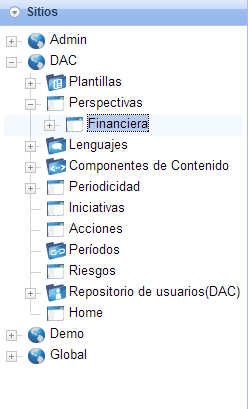 Sitios
Admin
DAC
Plantillas
Perspectivas
Financiera
Lenguajes
Componentes de Contenido
Periodicidad
Iniciativas
Acciones
Períodos
Riesgos
Repositorio de usuarios(DAC)
Home
Demo
Global